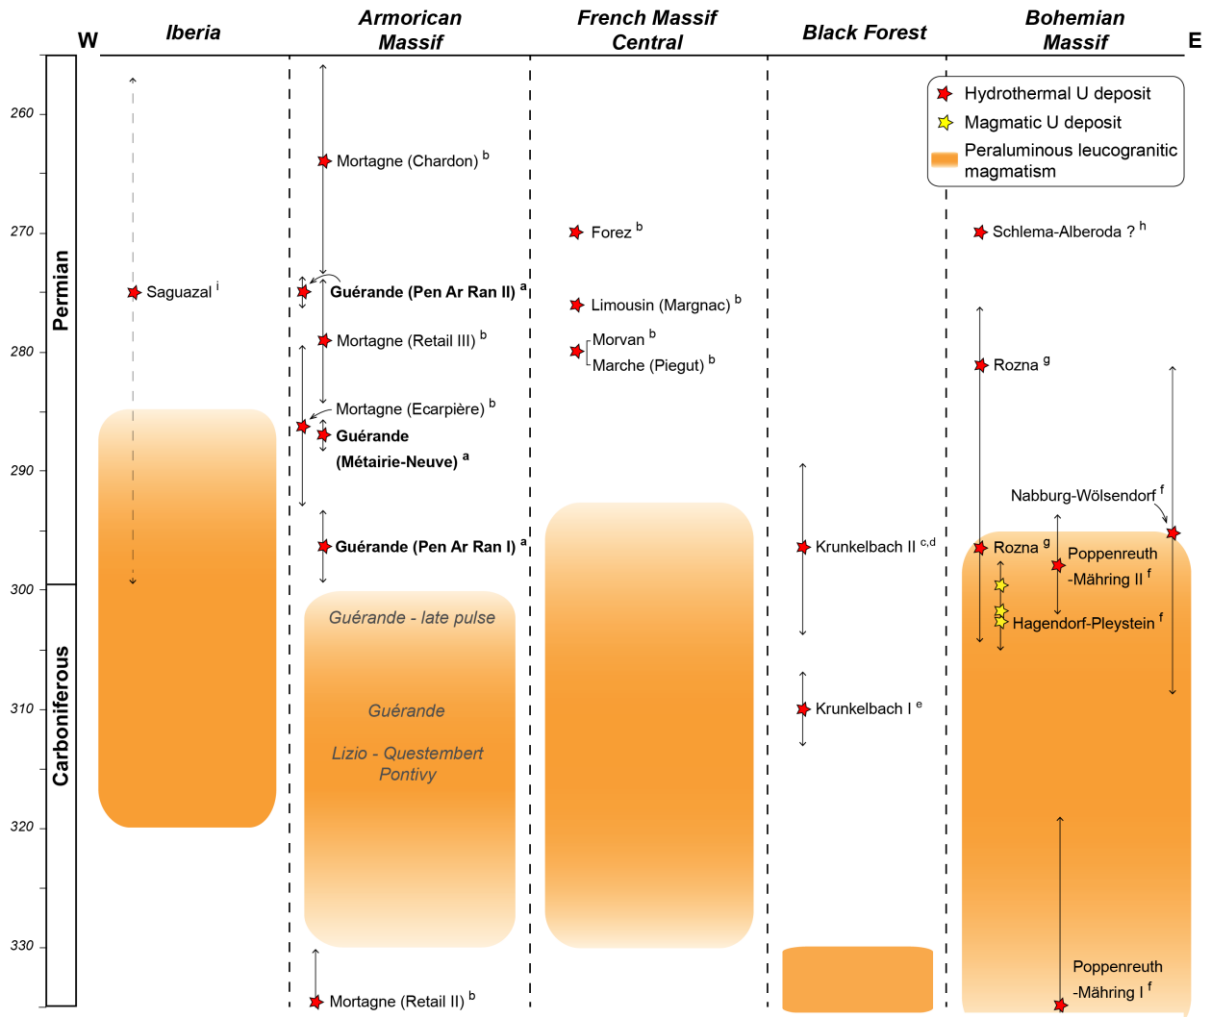 W
E
Iberia
Armorican
Massif
French Massif
Central
Black Forest
Bohemian
Massif
Permian
Carboniferous
260
270
280
290
300
310
320
330
Hydrothermal U deposit
Magmatic U deposit
Peraluminous leucogranitic
magmatism
Saguazal i
Mortagne (Chardon) b
Guérande (Pen Ar Ran II) a
Mortagne (Retail III) b
Mortagne (Ecarpière) b
Guérande
(Métairie-Neuve) a
Guérande (Pen Ar Ran I) a
Guérande - late pulse
Guérande
Lizio - Questembert
Pontivy
Mortagne (Retail II) b
Forez b
Limousin (Margnac) b
Morvan b
Marche (Piegut) b
Krunkelbach II c,d
Krunkelbach I e
Schlema-Alberoda ? h
Rozna g
Nabburg-Wölsendorf f
Rozna g
Poppenreuth
-Mähring II f
Hagendorf-Pleystein f
Poppenreuth
-Mähring I f